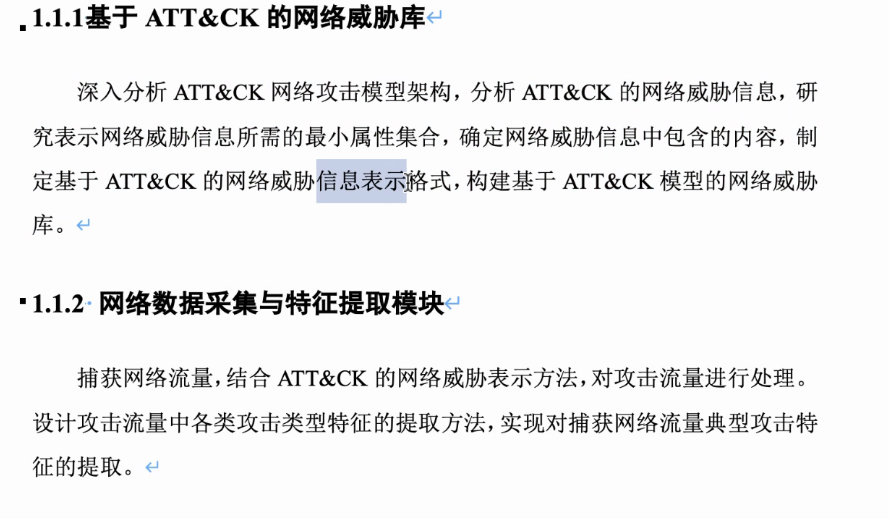 1.1.1基于 ATT&CK 的网络威胁库
深入分析 ATT&CK 网络攻击模型架构，分析 ATT&CK 的网络威胁信息，研
究表示网络威胁信息所需的最小属性集合，确定网络威胁信息中包含的内容，制
定基于 ATT&CK 的网络威胁信息表示格式，构建基于 ATT&CK 模型的网络威胁
库。
1.1.2 网络数据采集与特征提取模块
捕获网络流量，结合 ATT&CK 的网络威胁表示方法，对攻击流量进行处理。
设计攻击流量中各类攻击类型特征的提取方法，实现对捕获网络流量典型攻击特
征的提取。